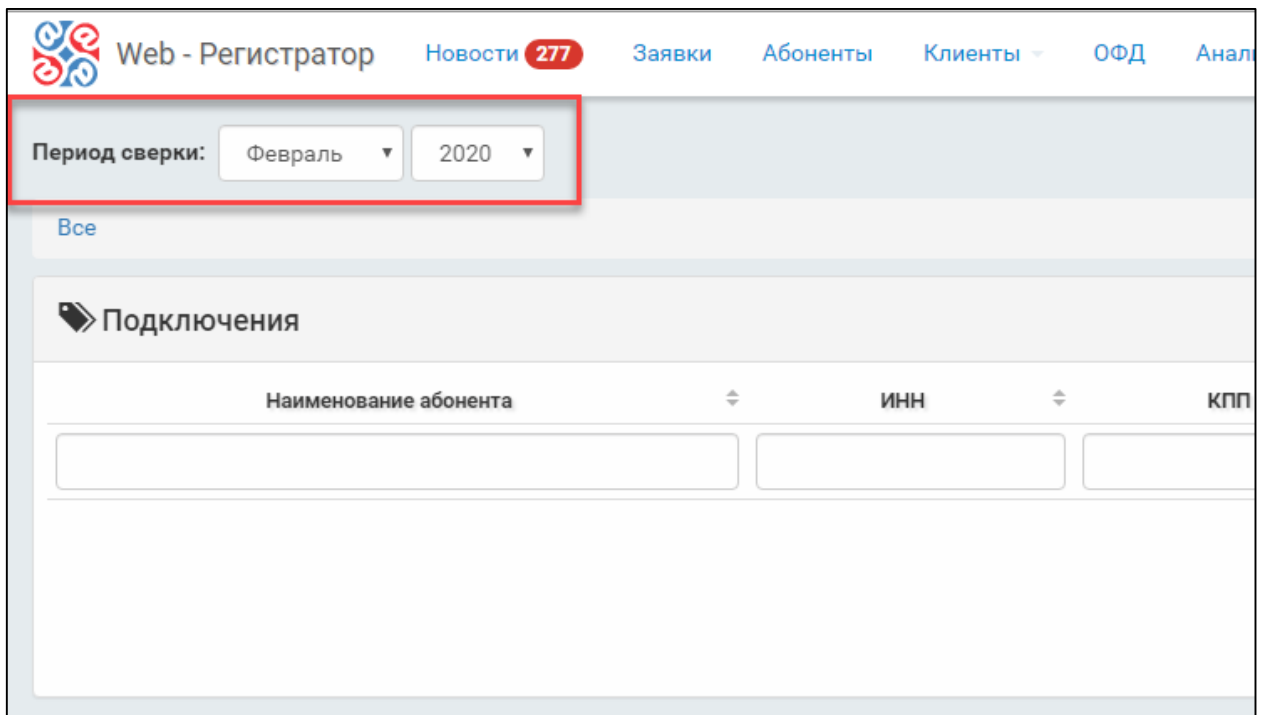 Web - Регистратор Новости 277 Заявки Абоненты Клиенты ОФД
Период сверки: Февраль 2020
Все
Подключения
Наименование абонента ИНН КПП